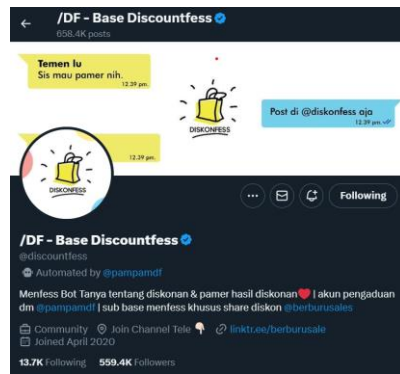 /DF - Base Discountfess
658.4K posts
Temen lu
Sis mau pamer nih.
12.39 pm.
Post di @diskonfess aja
12.39 pm.
DISKONFESS
12.39 pm.
DISKONFESS
Following
/DF - Base Discountfess
@discountfess
Automated by @pampamdf
Menfess Bot Tanya tentang diskonan & pamer hasil diskonan❤️ | akun pengaduan
dm @pampamdf | sub base menfess khusus share diskon @berburusales
Community Join Channel Tele 👇 linktr.ee/berburusale
Joined April 2020
13.7K Following 559.4K Followers